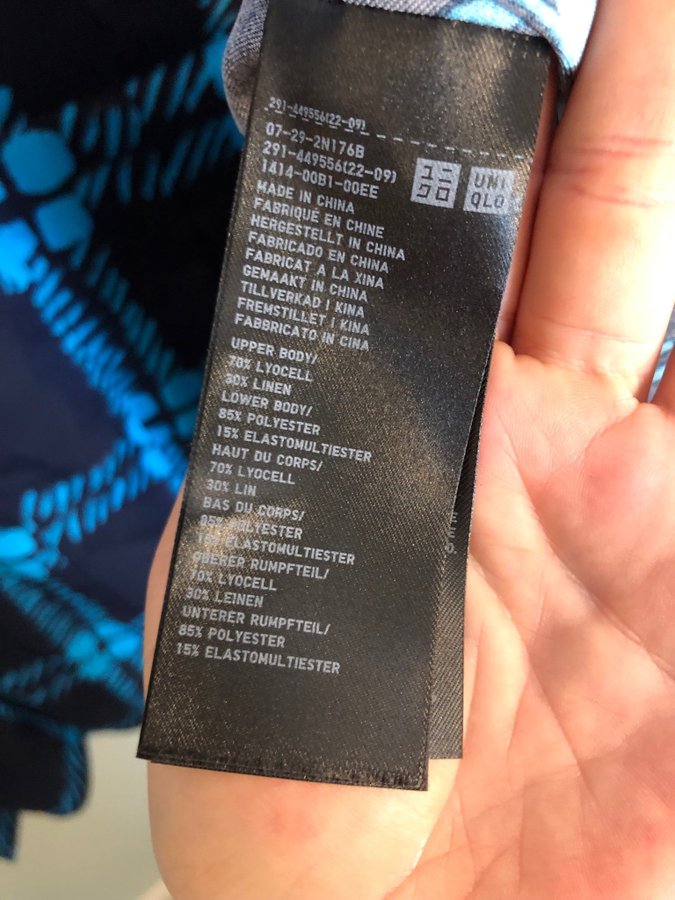 291-449556(22-09)
07-29-2N176B
291-449556(22-09)
1414-00B1-00EE
ユニ
クロ
UNI
QLO
MADE IN CHINA
FABRIQUÉ EN CHINE
HERGESTELLT IN CHINA
FABRICADO EN CHINA
FABRICAT A LA XINA
GEMAAKT IN CHINA
TILLVERKAD I KINA
FREMSTILLET I KINA
FABBRICATO IN CINA
UPPER BODY/
70% LYOCELL
30% LINEN
LOWER BODY/
85% POLYESTER
15% ELASTOMULTIESTER
HAUT DU CORPS/
70% LYOCELL
30% LIN
BAS DU CORPS/
85% POLYESTER
15% ELASTOMULTIESTER
OBERER RUMPFTEIL/
70% LYOCELL
30% LEINEN
UNTERER RUMPFTEIL/
85% POLYESTER
15% ELASTOMULTIESTER